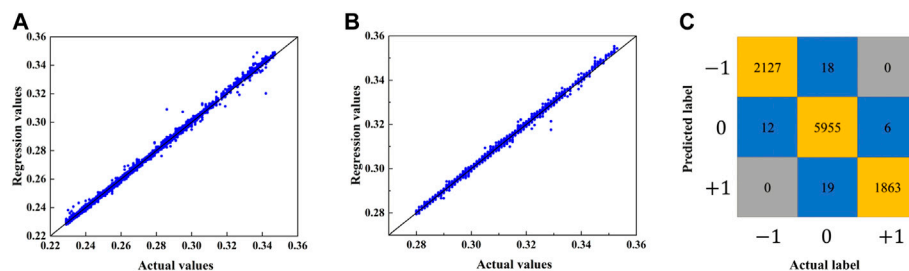 A
0.36
0.34
0.32
0.30
0.28
0.26
0.24
0.22
0.22
0.24
0.26
0.28
0.30
0.32
0.34
0.36
Regression values
Actual values
B
0.36
0.34
0.32
0.30
0.28
0.28
0.30
0.32
0.34
0.36
Regression values
Actual values
C
Predicted label
−1 2127 18 0
0 12 5955 6
+1 0 19 1863
−1 0 +1
Actual label